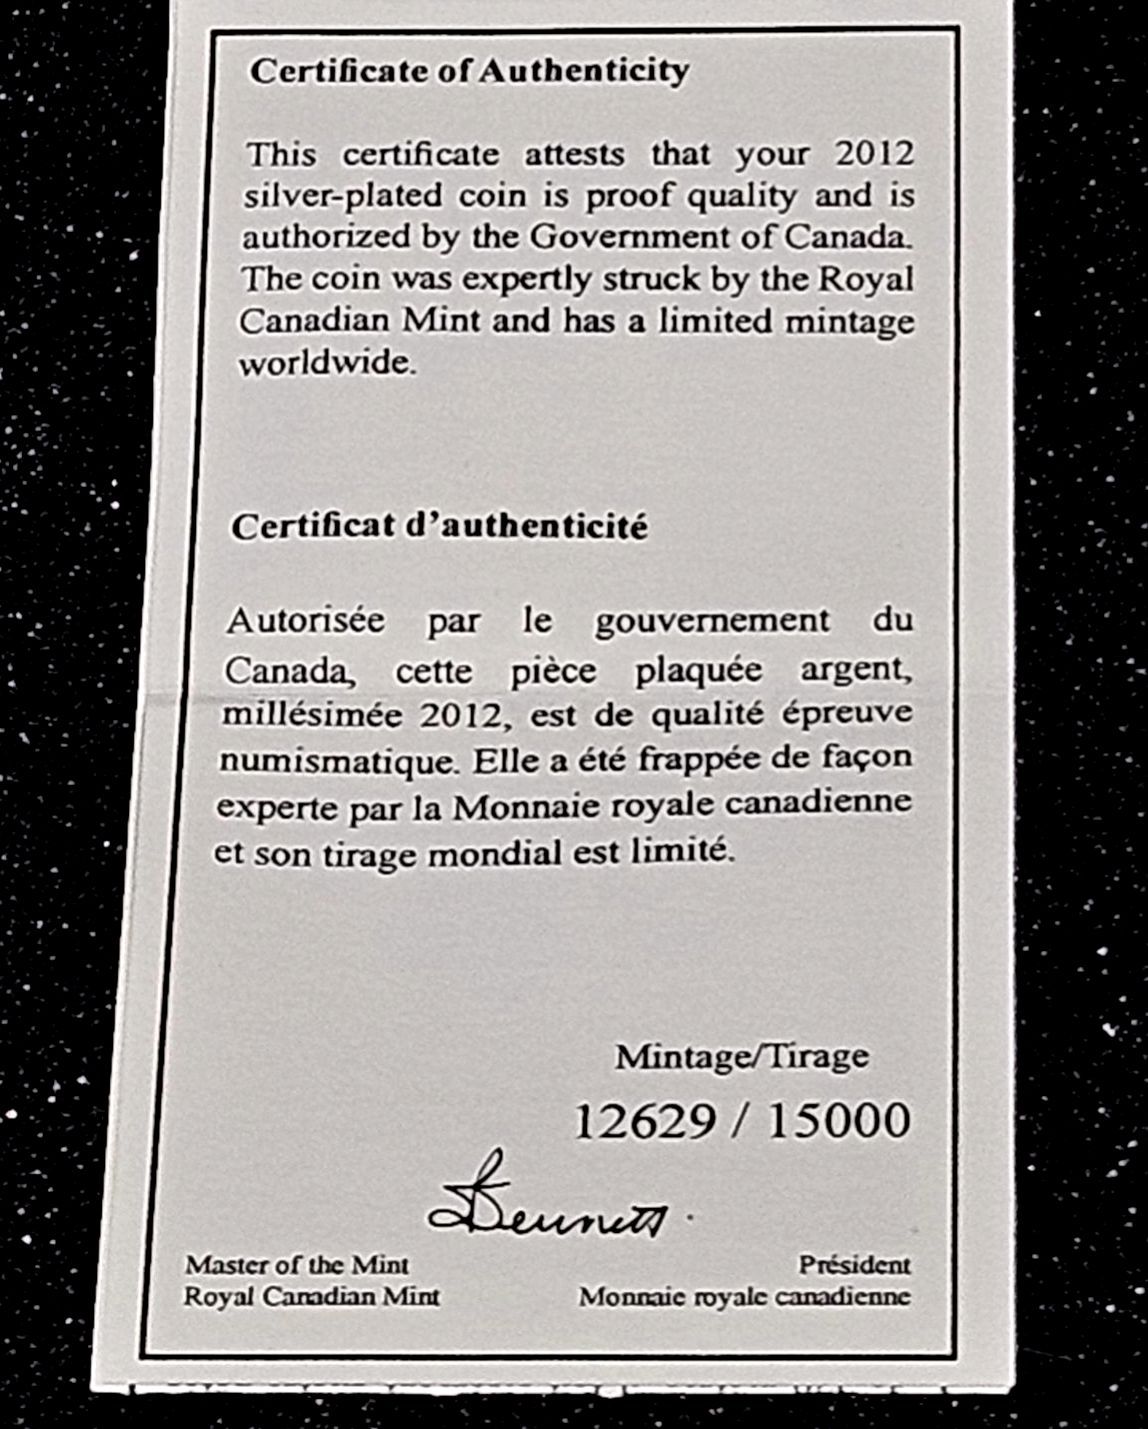 Certificate of Authenticity
This certificate attests that your 2012
silver-plated coin is proof quality and is
authorized by the Government of Canada.
The coin was expertly struck by the Royal
Canadian Mint and has a limited mintage
worldwide.
Certificat d'authenticité
Autorisée par le gouvernement du
Canada, cette pièce plaquée argent,
millésimée 2012, est de qualité épreuve
numismatique. Elle a été frappée de façon
experte par la Monnaie royale canadienne
et son tirage mondial est limité.
Mintage/Tirage
12629 / 15000
Bennett
Master of the Mint
Royal Canadian Mint
Président
Monnaie royale canadienne